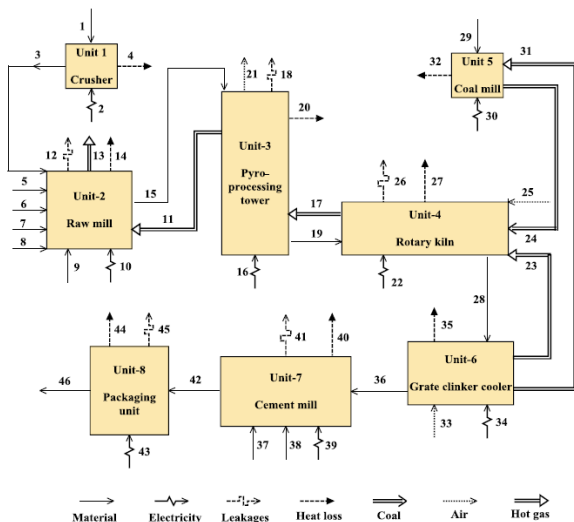 1
29
3
Unit 1
4
Crusher
32
Unit 5
31
Coal mill
2
30
21
18
20
12
13
14
15
Unit-3
Pyro-
processing
tower
5
6
7
8
Unit-2
Raw mill
11
9
10
16
17
19
26
27
25
Unit-4
Rotary kiln
24
23
22
28
44
45
41
40
35
46
Unit-8
Packaging
unit
42
Unit-7
Cement mill
36
Unit-6
Grate clinker cooler
43
37
38
39
33
34
Material
Electricity
Leakages
Heat loss
Coal
Air
Hot gas